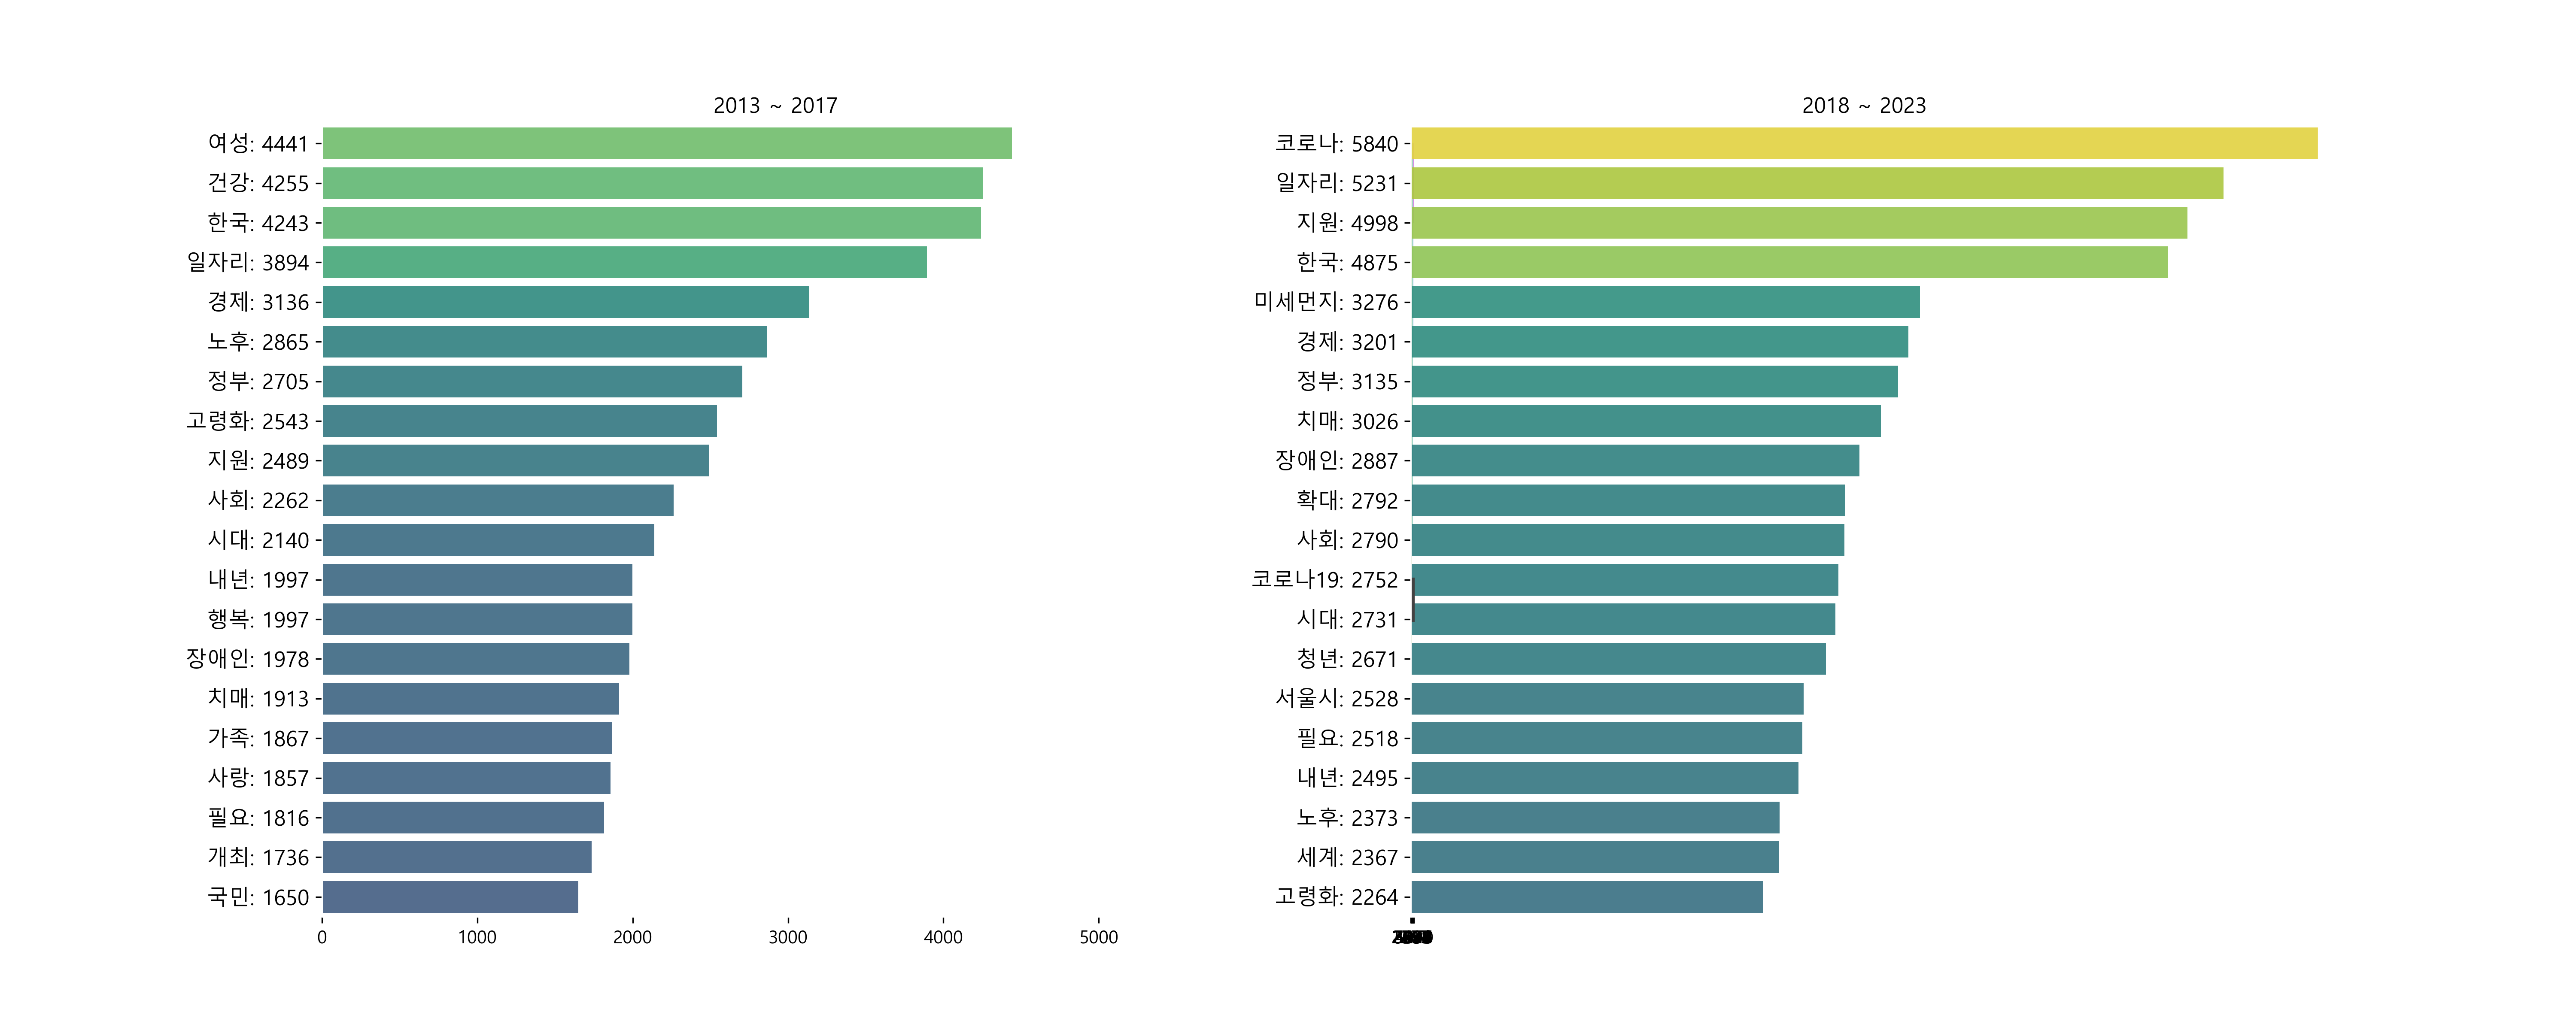 2013 ~ 2017
여성: 4441
건강: 4255
한국: 4243
일자리: 3894
경제: 3136
노후: 2865
정부: 2705
고령화: 2543
지원: 2489
사회: 2262
시대: 2140
내년: 1997
행복: 1997
장애인: 1978
치매: 1913
가족: 1867
사랑: 1857
필요: 1816
개최: 1736
국민: 1650
0 1000 2000 3000 4000 5000
2018 ~ 2023
코로나: 5840
일자리: 5231
지원: 4998
한국: 4875
미세먼지: 3276
경제: 3201
정부: 3135
치매: 3026
장애인: 2887
확대: 2792
사회: 2790
코로나19: 2752
시대: 2731
청년: 2671
서울시: 2528
필요: 2518
내년: 2495
노후: 2373
세계: 2367
고령화: 2264